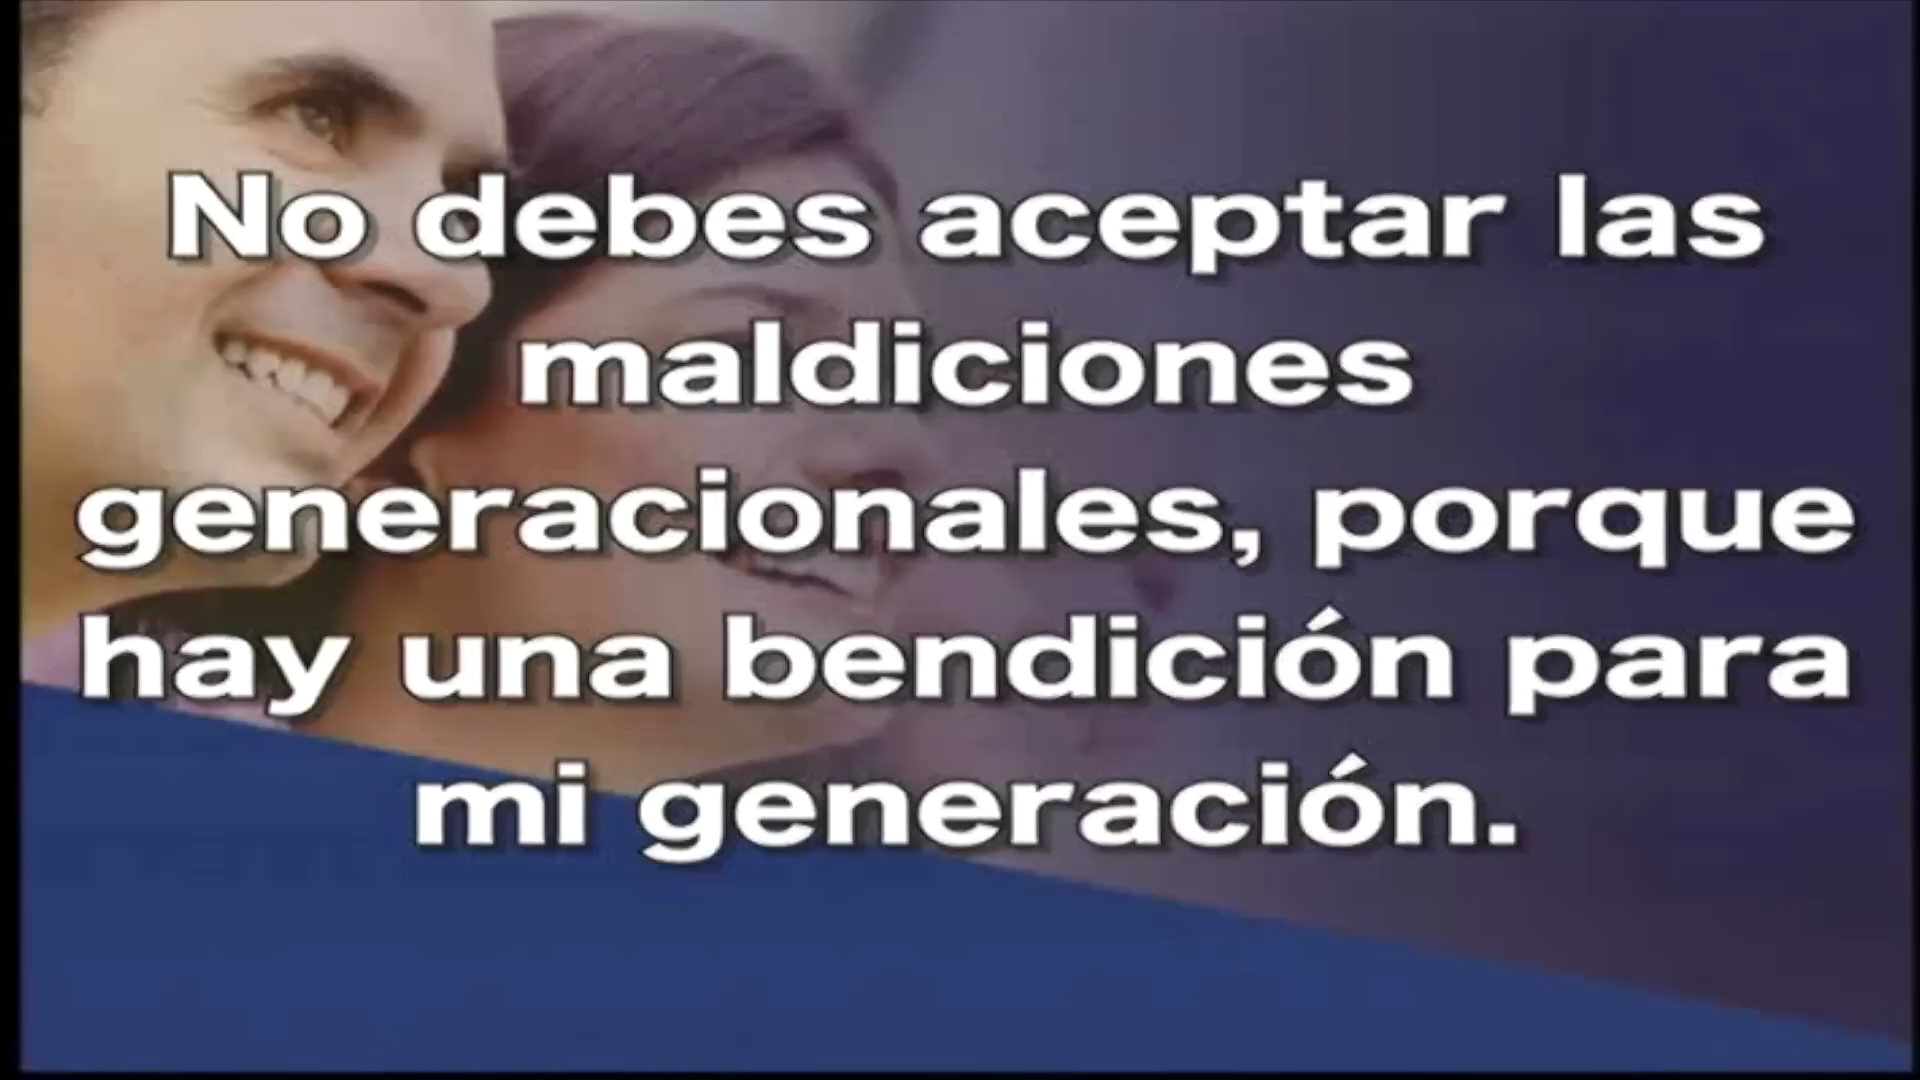 No debes aceptar las
maldiciones
generacionales, porque
hay una bendición para
mi generación.